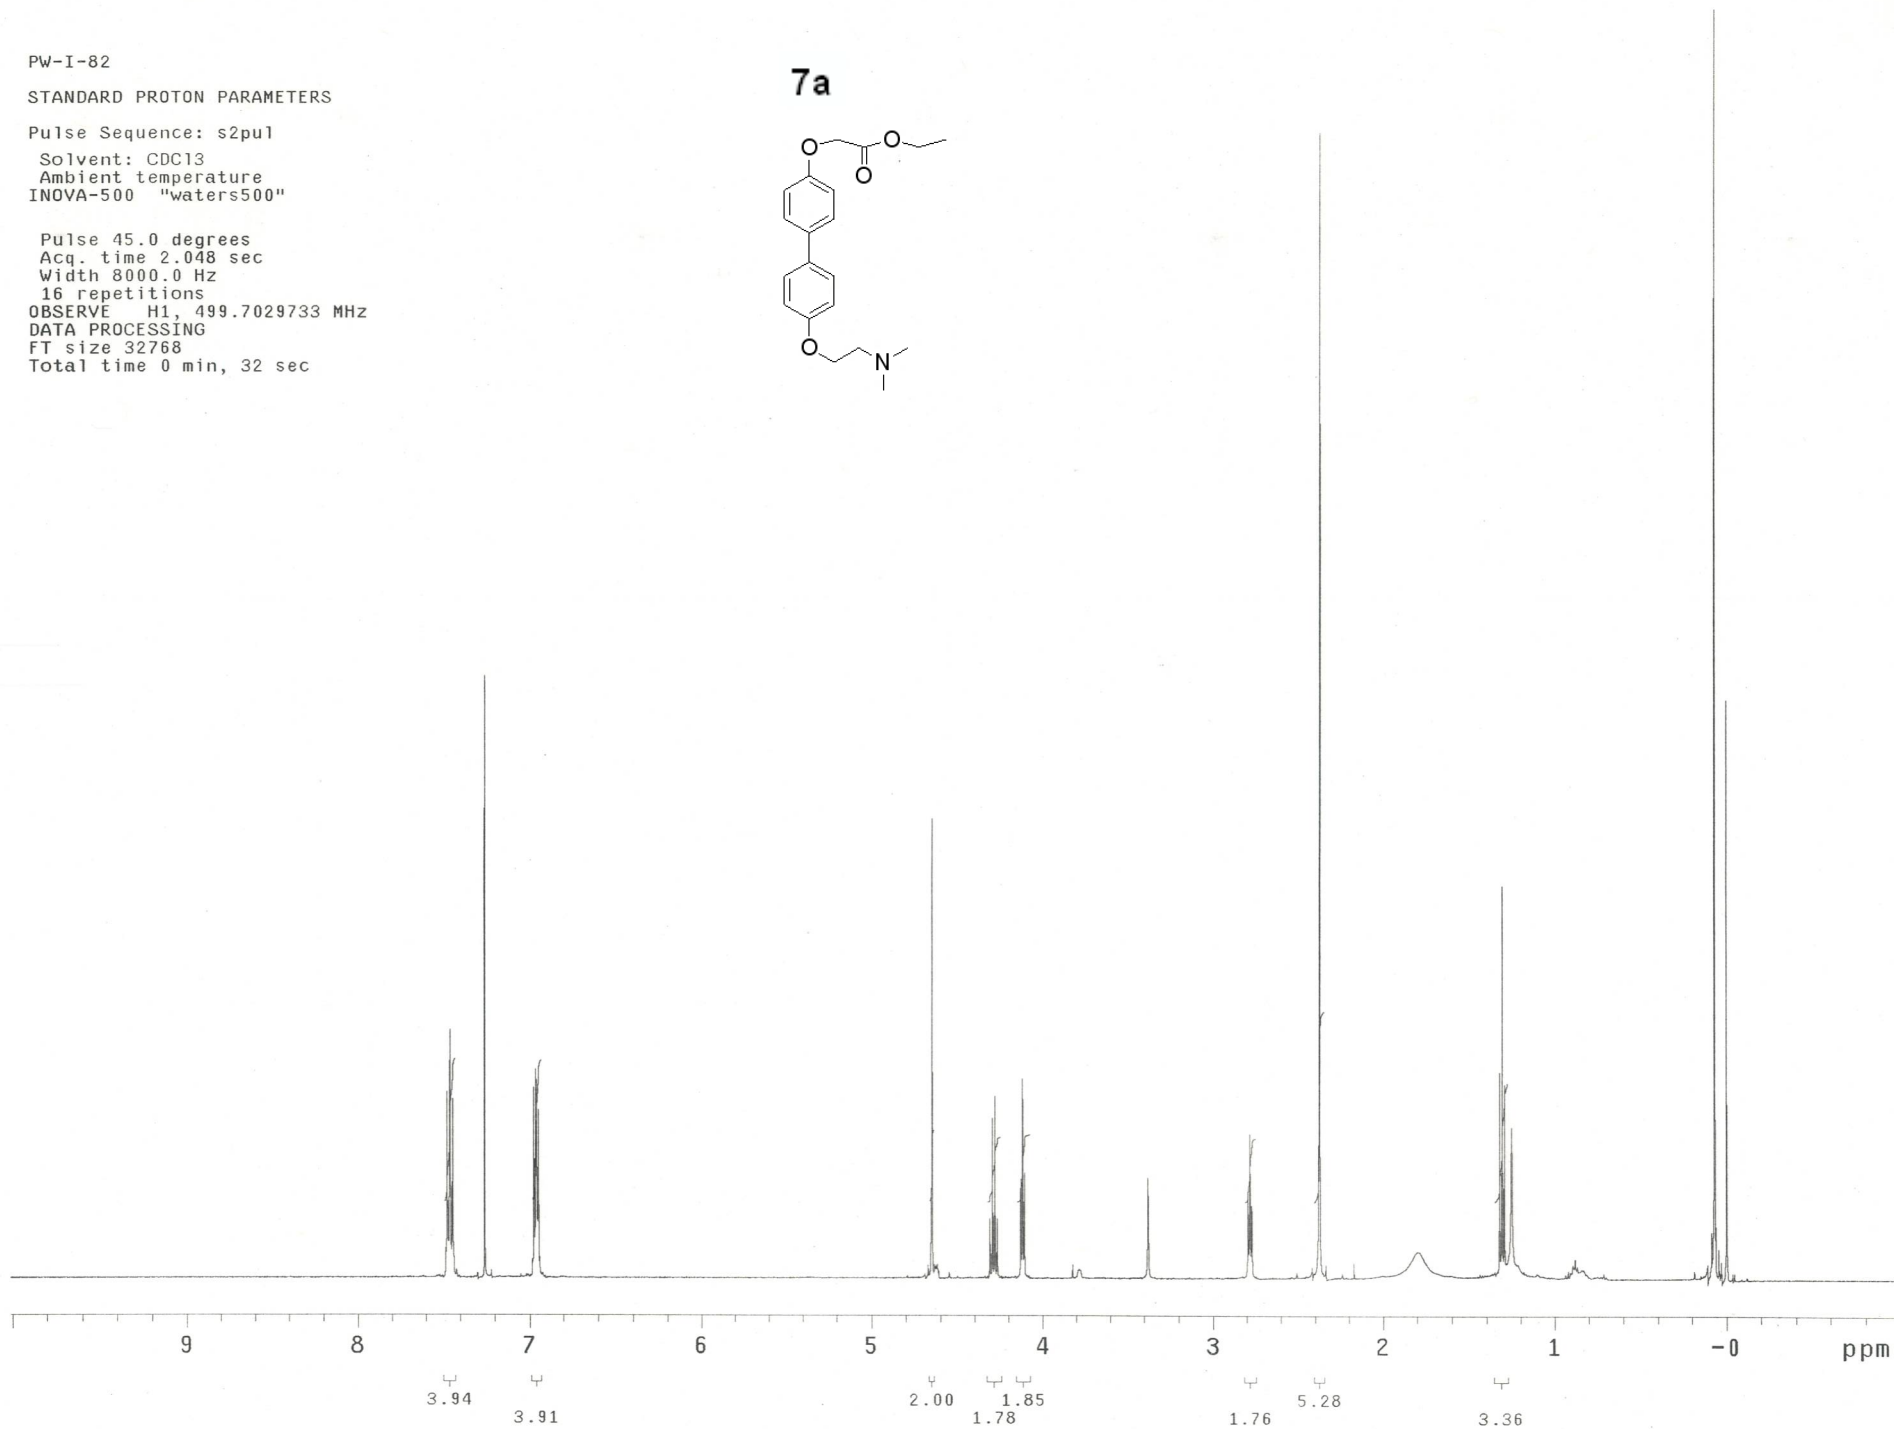 PW-I-82
STANDARD PROTON PARAMETERS
Pulse Sequence: s2pul
Solvent: CDCl3
Ambient temperature
INOVA-500 "waters500"
Pulse 45.0 degrees
Acq. time 2.048 sec
Width 8000.0 Hz
16 repetitions
OBSERVE H1, 499.7029733 MHz
DATA PROCESSING
FT size 32768
Total time 0 min, 32 sec
7a
O O
O
O N
9 8 7 6 5 4 3 2 1 -0 ppm
3.94 2.00 1.85 5.28
3.91 1.78 1.76 3.36